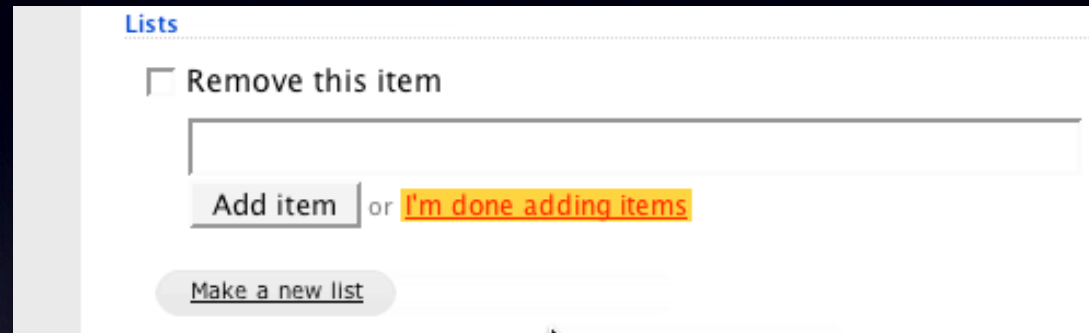 Lists
Remove this item
Add item or I'm done adding items
Make a new list